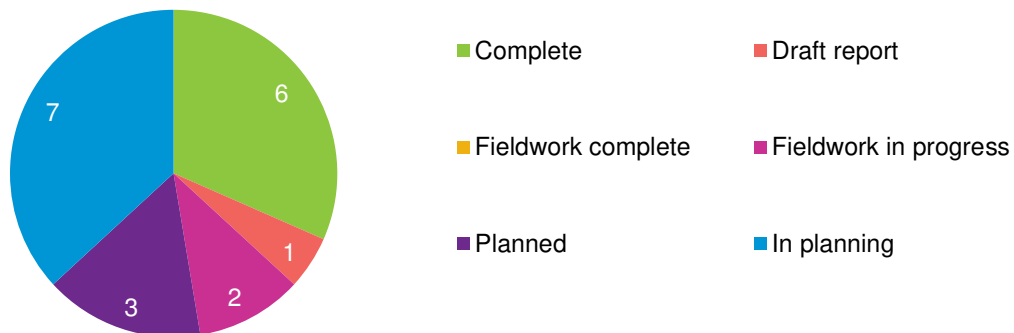 6
7
1
2
3
Complete
Draft report
Fieldwork complete
Fieldwork in progress
Planned
In planning